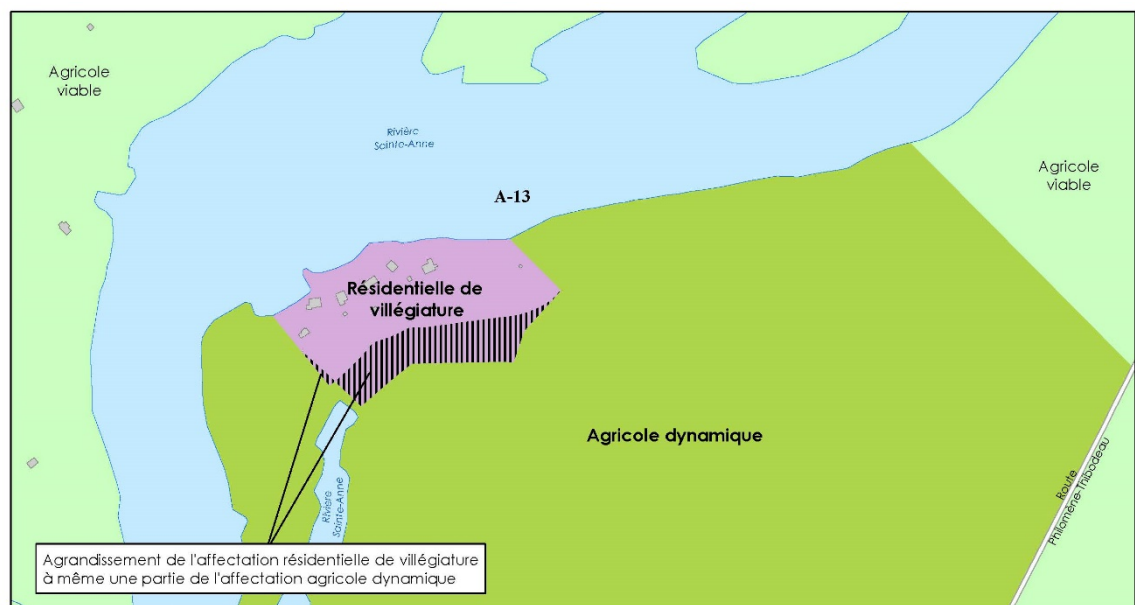 Agricole
viable
Rivière
Sainte-Anne
Agricole
viable
A-13
Résidentielle de
villégiature
Agricole dynamique
Rivière
Sainte-Anne
Route
Philomène-Thibodeau
Agrandissement de l'affectation résidentielle de villégiature
à même une partie de l'affectation agricole dynamique